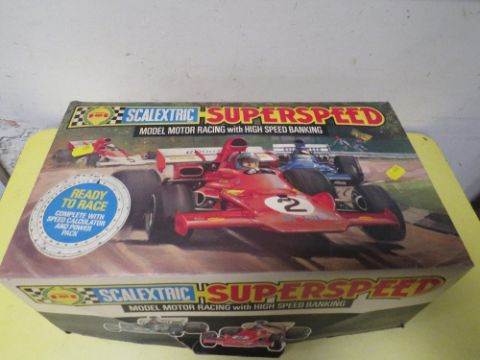 SCALEXTRIC SUPERSPEED
MODEL MOTOR RACING with HIGH SPEED BANKING
READY
TO RACE
COMPLETE WITH
SPEED CALCULATOR
AND POWER
PACK
2
SCALEXTRIC SUPERSPEED
MODEL MOTOR RACING with HIGH SPEED BANKING